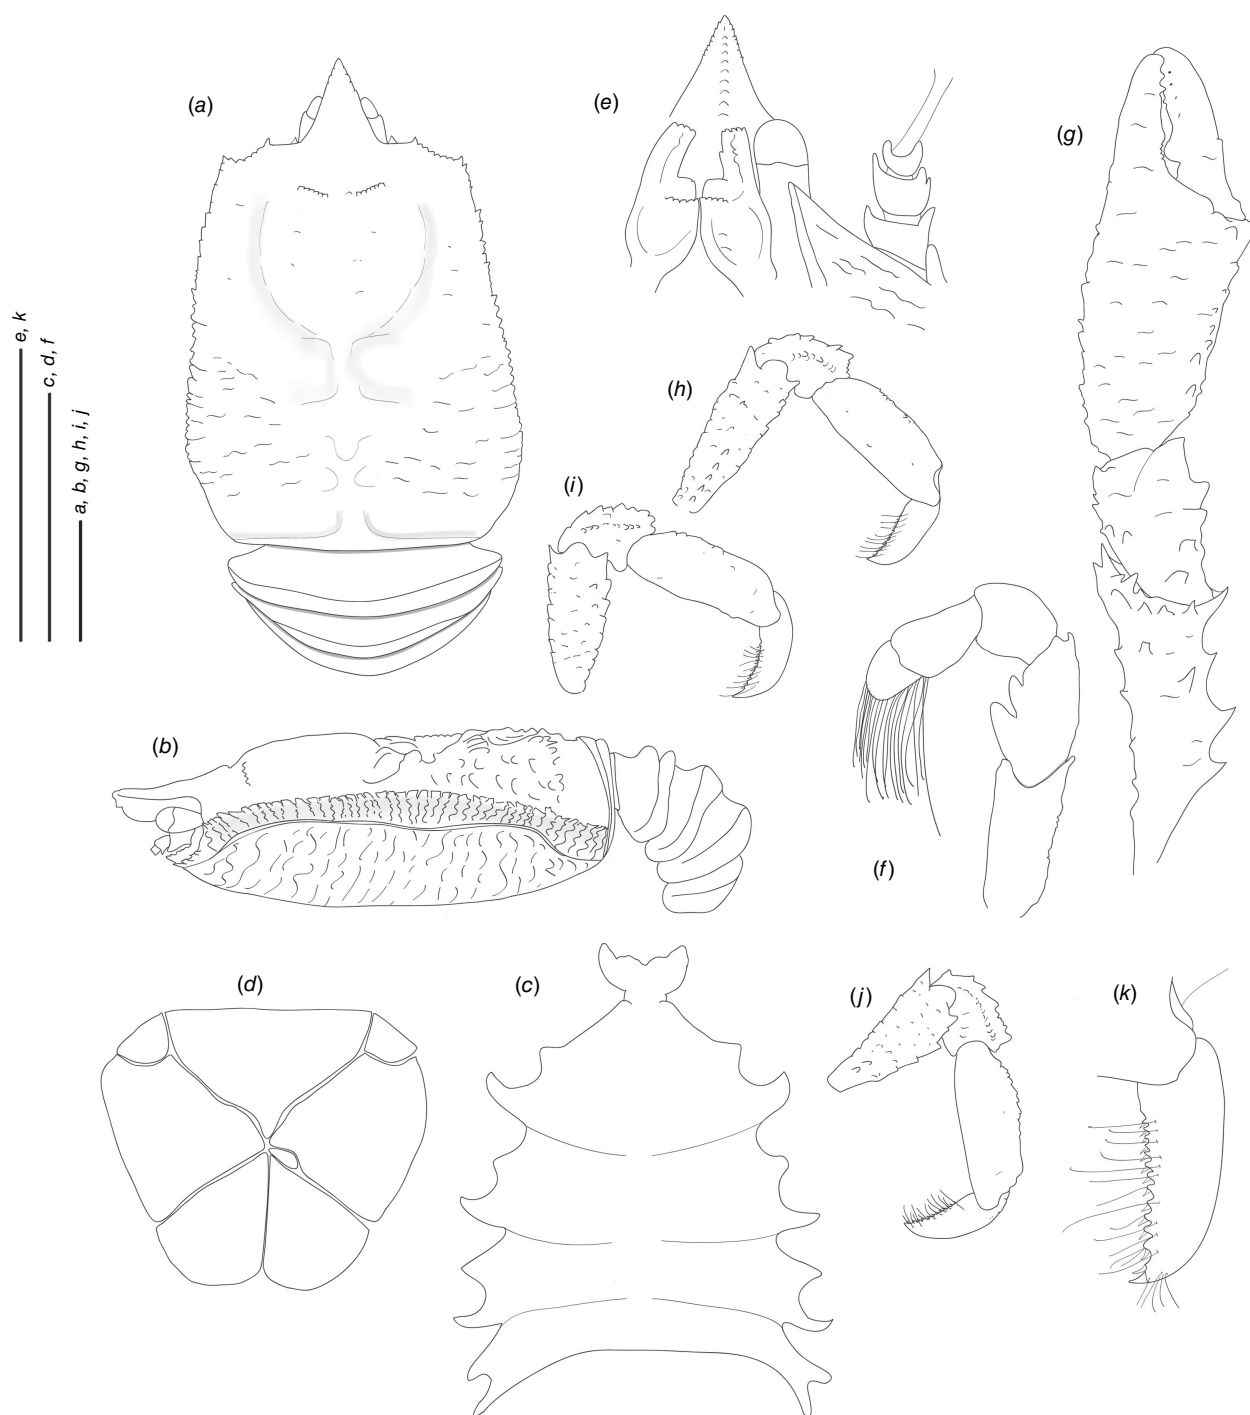 (a)
(e)
(g)
e, k
c, d, f
a, b, g, h, i, j
(h)
(i)
(b)
(f)
(d)
(c)
(j)
(k)